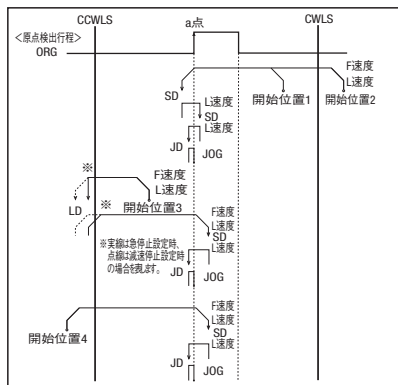 CCWLS
a点
CWLS
<原点検出行程>
ORG
F速度
L速度
SD
開始位置1
開始位置2
L速度
SD
L速度
JD
JOG
※
F速度
L速度
LD
※
開始位置3
F速度
L速度
SD
※実線は急停止設定時、
点線は減速停止設定時
の場合を表します。
L速度
JD
JOG
F速度
L速度
SD
開始位置4
L速度
JD
JOG